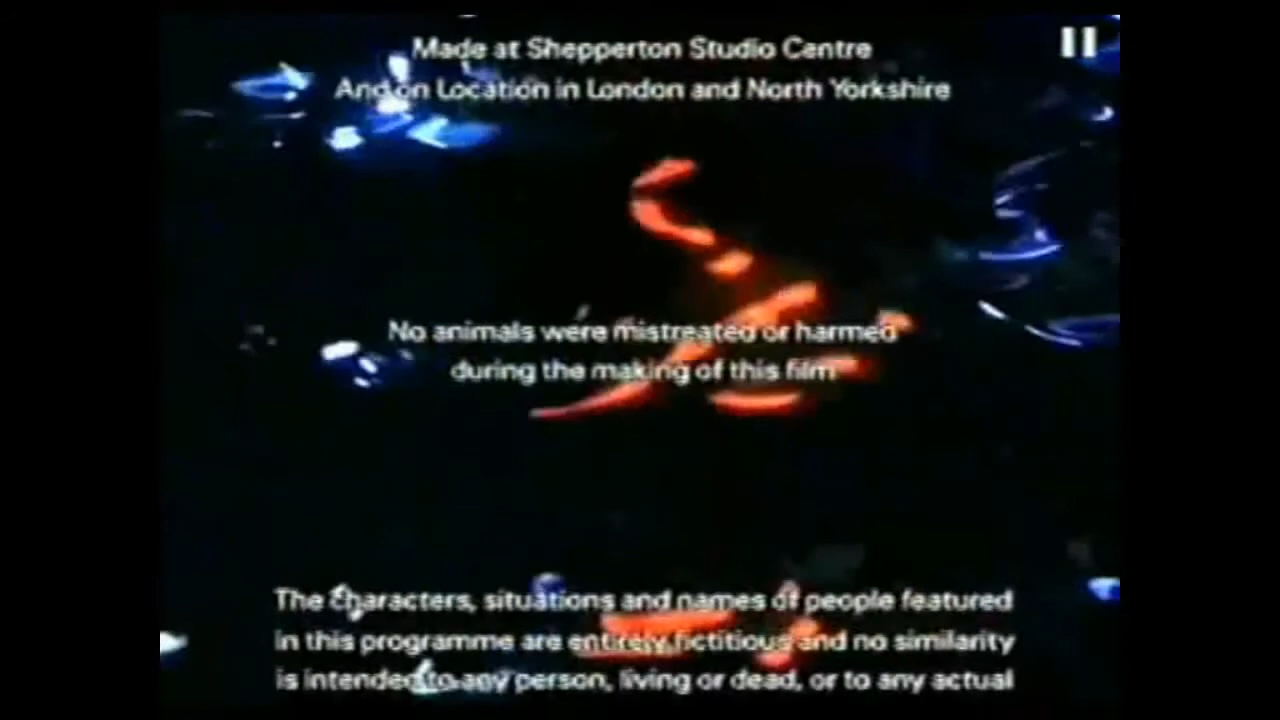 Made at Shepperton Studio Centre
And on Location in London and North Yorkshire
No animals were mistreated or harmed
during the making of this film
The characters, situations and names of people featured
in this programme are entirely fictitious and no similarity
is intended to any person, living or dead, or to any actual